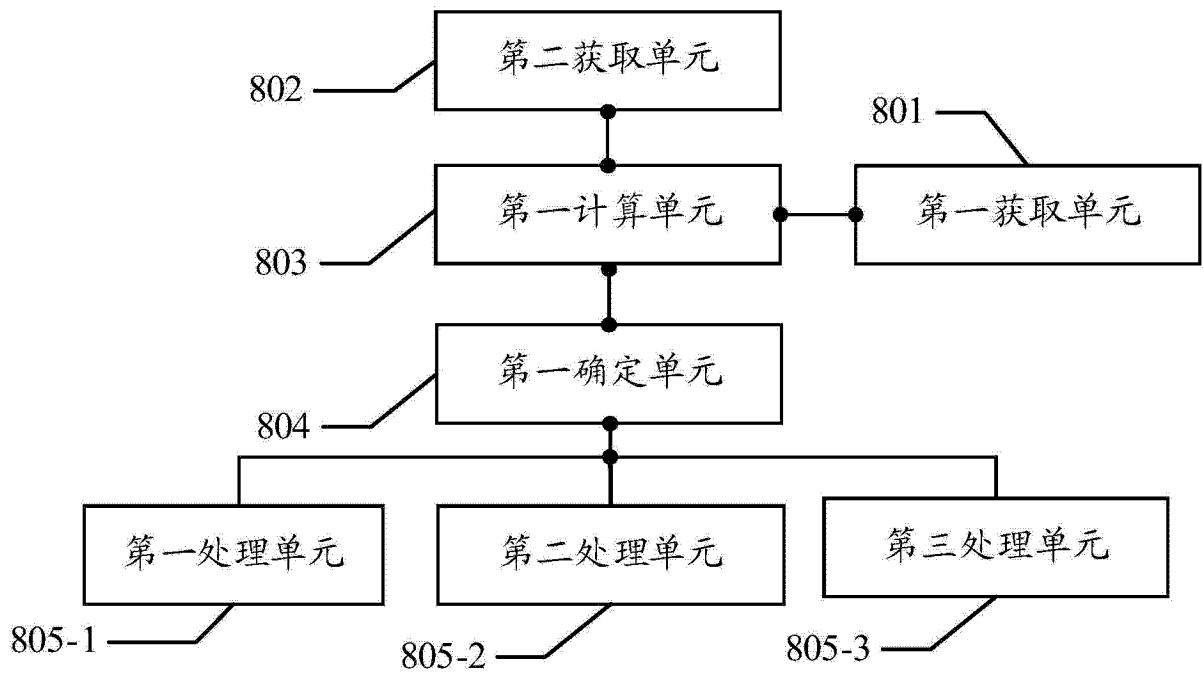 第二获取单元
802
801
第一计算单元
第一获取单元
803
第一确定单元
804
第一处理单元
第二处理单元
第三处理单元
805-1
805-2
805-3